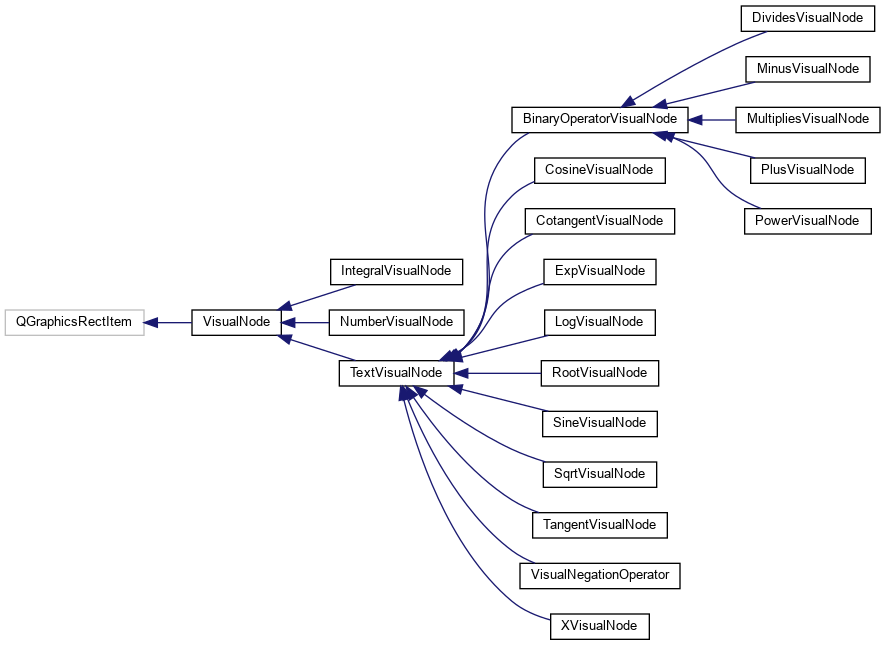 DividesVisualNode
MinusVisualNode
BinaryOperatorVisualNode
MultipliesVisualNode
CosineVisualNode
PlusVisualNode
CotangentVisualNode
PowerVisualNode
IntegralVisualNode
ExpVisualNode
QGraphicsRectItem
VisualNode
NumberVisualNode
LogVisualNode
TextVisualNode
RootVisualNode
SineVisualNode
SqrtVisualNode
TangentVisualNode
VisualNegationOperator
XVisualNode